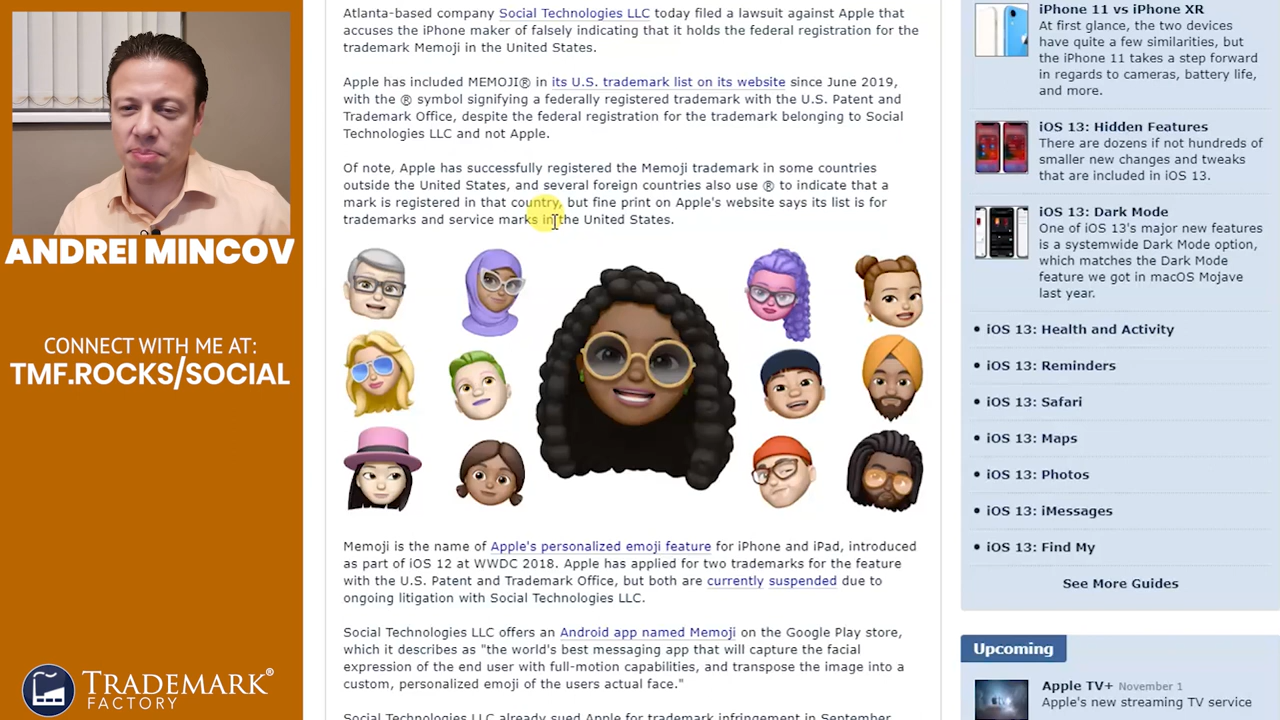 ANDREI MINCOV
CONNECT WITH ME AT:
TMF.ROCKS/SOCIAL
TRADEMARK®
FACTORY
Atlanta-based company Social Technologies LLC today filed a lawsuit against Apple that
accuses the iPhone maker of falsely indicating that it holds the federal registration for the
trademark Memoji in the United States.
Apple has included MEMOJI® in its U.S. trademark list on its website since June 2019,
with the ® symbol signifying a federally registered trademark with the U.S. Patent and
Trademark Office, despite the federal registration for the trademark belonging to Social
Technologies LLC and not Apple.
Of note, Apple has successfully registered the Memoji trademark in some countries
outside the United States, and several foreign countries also use ® to indicate that a
mark is registered in that country, but fine print on Apple's website says its list is for
trademarks and service marks in the United States.
Memoji is the name of Apple's personalized emoji feature for iPhone and iPad, introduced
as part of iOS 12 at WWDC 2018. Apple has applied for two trademarks for the feature
with the U.S. Patent and Trademark Office, but both are currently suspended due to
ongoing litigation with Social Technologies LLC.
Social Technologies LLC offers an Android app named Memoji on the Google Play store,
which it describes as "the world's best messaging app that will capture the facial
expression of the end user with full-motion capabilities, and transpose the image into a
custom, personalized emoji of the users actual face."
Social Technologies LLC already sued Apple for trademark infringement in September
iPhone 11 vs iPhone XR
At first glance, the two devices
have quite a few similarities, but
the iPhone 11 takes a step forward
in regards to cameras, battery life,
and more.
iOS 13: Hidden Features
There are dozens if not hundreds of
smaller new changes and tweaks
that are included in iOS 13.
iOS 13: Dark Mode
One of iOS 13's major new features
is a systemwide Dark Mode option,
which matches the Dark Mode
feature we got in macOS Mojave
last year.
• iOS 13: Health and Activity
• iOS 13: Reminders
• iOS 13: Safari
• iOS 13: Maps
• iOS 13: Photos
• iOS 13: iMessages
• iOS 13: Find My
See More Guides
Upcoming
Apple TV+ November 1
Apple's new streaming TV service